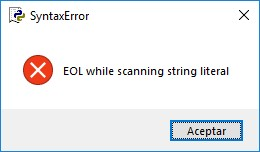 SyntaxError
EOL while scanning string literal
Aceptar